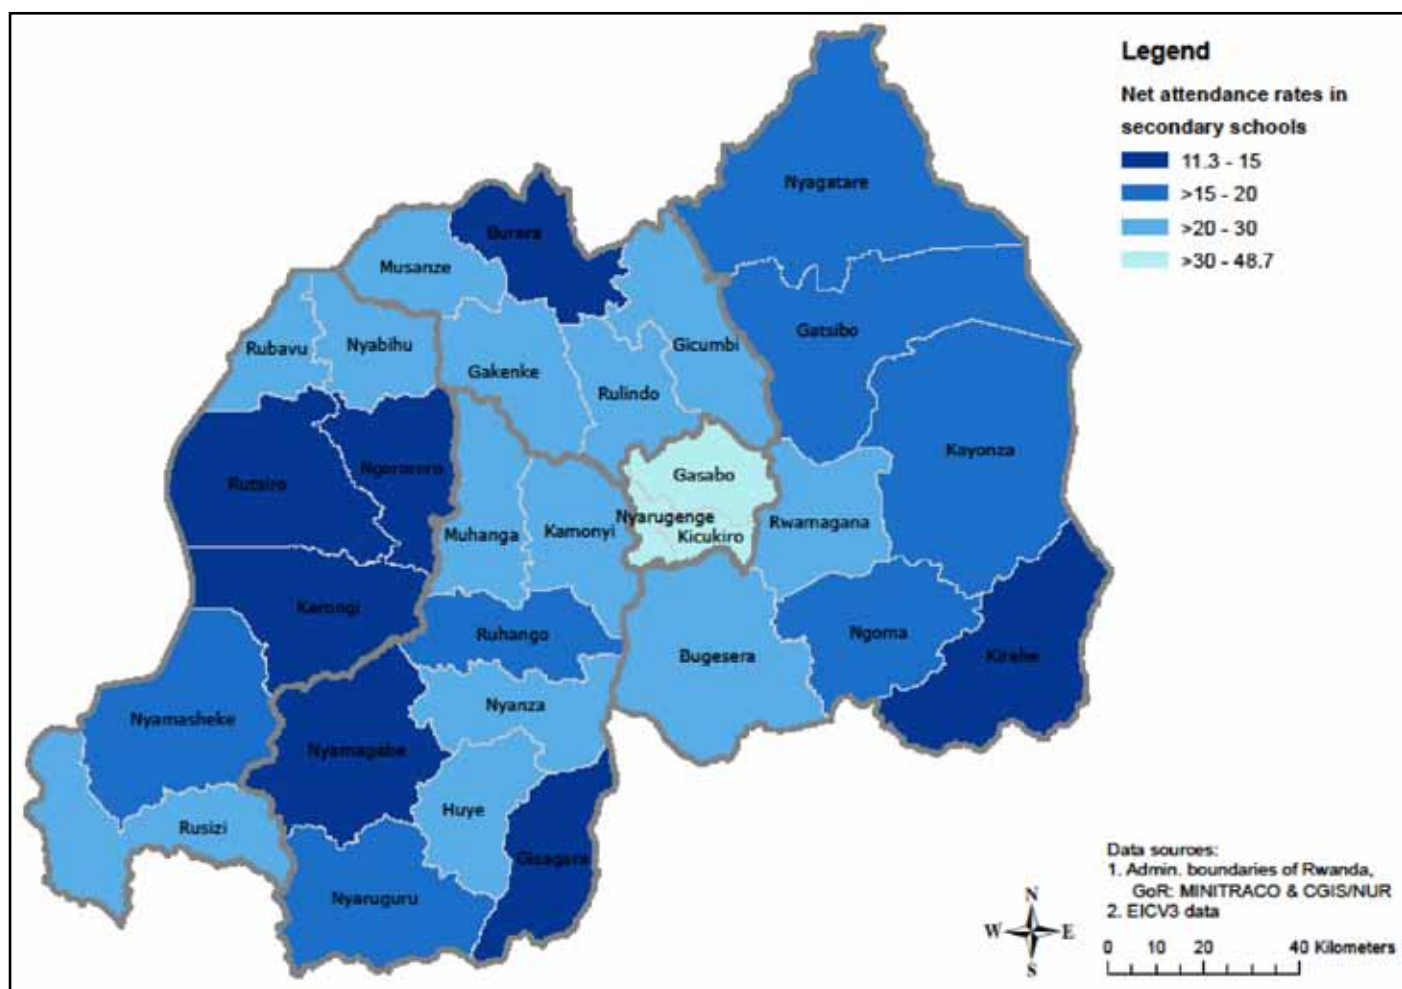 Legend
Net attendance rates in
secondary schools
11.3 - 15
>15 - 20
>20 - 30
>30 - 48.7
Nyagatare
Burera
Musanze
Gatsibo
Rubavu
Nyabihu
Gicumbi
Gakenke
Rulindo
Kayonza
Rutsiro
Ngororero
Gasabo
Nyarugenge
Kicukiro
Rwamagana
Muhanga
Kamonyi
Karongi
Ruhango
Ngoma
Bugesera
Kirehe
Nyanza
Nyamasheke
Nyamagabe
Huye
Rusizi
Gisagara
Nyaruguru
Data sources:
1. Admin. boundaries of Rwanda,
GoR: MINITRACO & CGIS/NUR
2. EICV3 data
N
W E
S
0 10 20 40 Kilometers